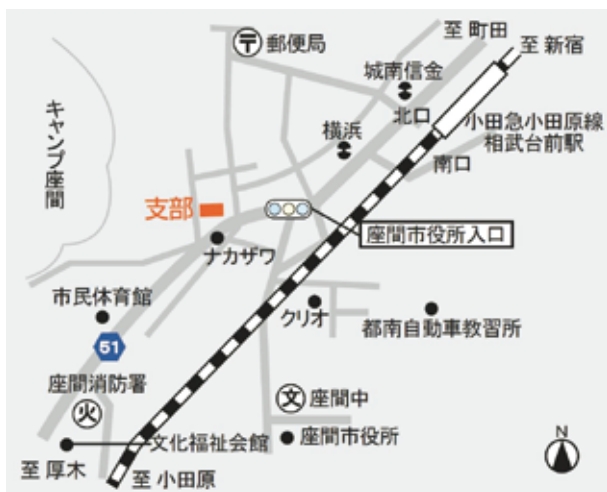 至 町田
至 新宿
〒 郵便局
城南信金
北口
小田急小田原線
相武台前駅
横浜
南口
キャンプ座間
支部
座間市役所入口
ナカザワ
市民体育館
クリオ
都南自動車教習所
51
座間消防署
火
文 座間中
文化福祉会館
座間市役所
N
至 厚木
至 小田原